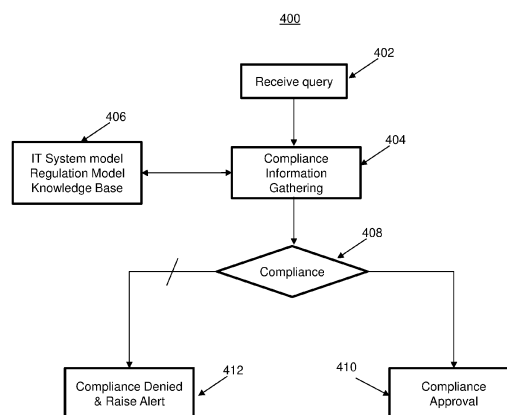 400
402
Receive query
406
IT System model
Regulation Model
Knowledge Base
404
Compliance
Information
Gathering
408
Compliance
412
Compliance Denied
& Raise Alert
410
Compliance
Approval